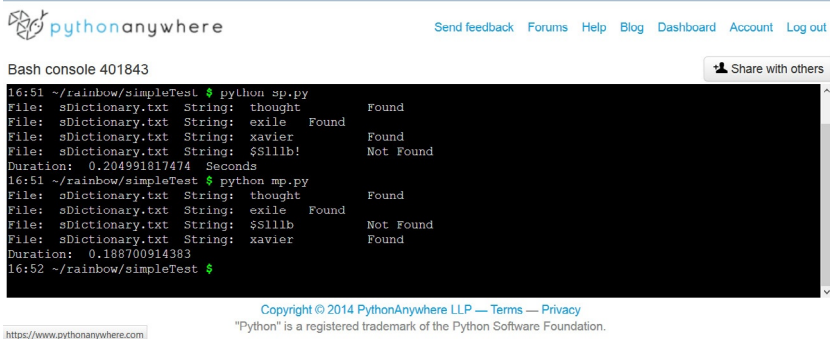 pythonanywhere
Send feedback Forums Help Blog Dashboard Account Log out
Bash console 401843
Share with others
16:51 ~/rainbow/simpleTest $ python sp.py
File: sDictionary.txt String: thought Found
File: sDictionary.txt String: exile Found
File: sDictionary.txt String: xavier Found
File: sDictionary.txt String: $Slllb! Not Found
Duration: 0.204991817474 Seconds
16:51 ~/rainbow/simpleTest $ python mp.py
File: sDictionary.txt String: thought Found
File: sDictionary.txt String: exile Found
File: sDictionary.txt String: $Slllb Not Found
File: sDictionary.txt String: xavier Found
Duration: 0.188700914383
16:52 ~/rainbow/simpleTest $
Copyright © 2014 PythonAnywhere LLP — Terms — Privacy
"Python" is a registered trademark of the Python Software Foundation.
https://www.pythonanywhere.com